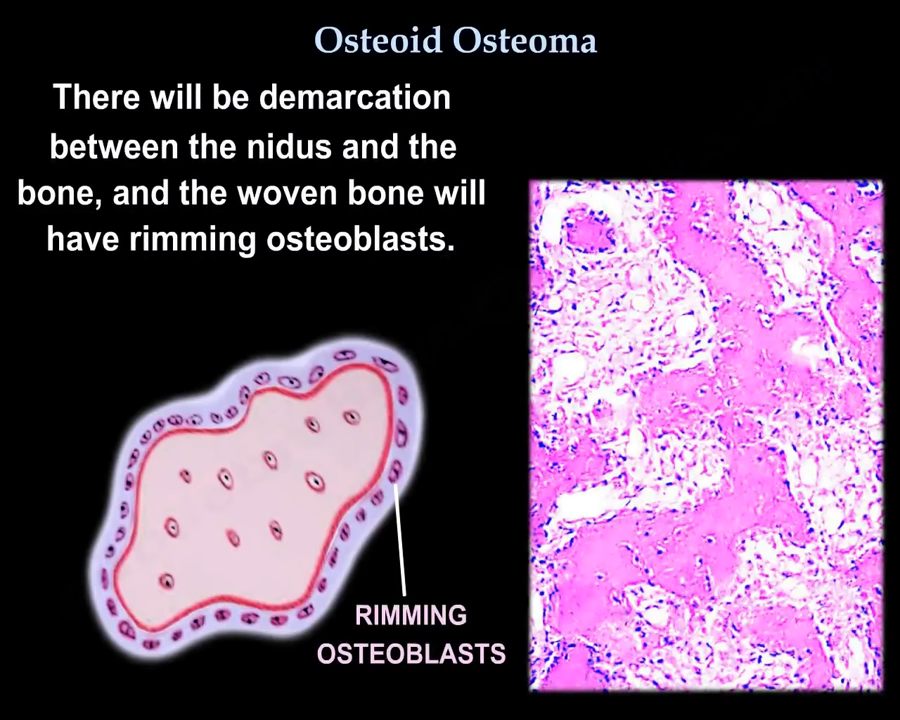 Osteoid Osteoma
There will be demarcation
between the nidus and the
bone, and the woven bone will
have rimming osteoblasts.
RIMMING
OSTEOBLASTS